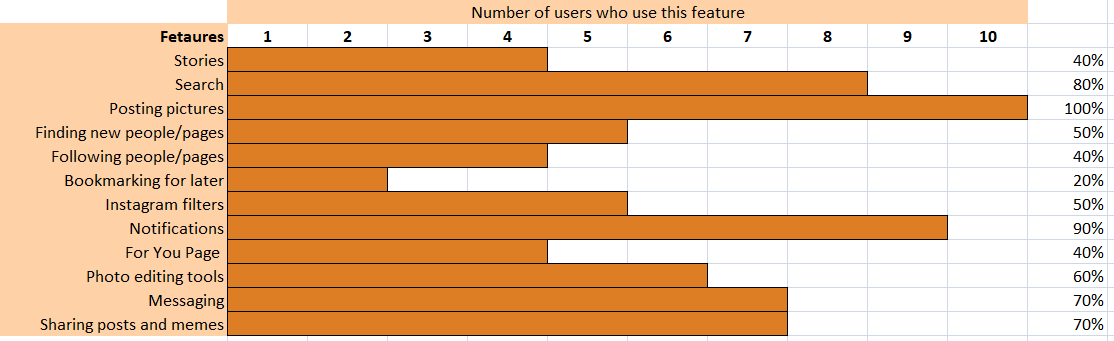 Number of users who use this feature
Fetaures 1 2 3 4 5 6 7 8 9 10
Stories 40%
Search 80%
Posting pictures 100%
Finding new people/pages 50%
Following people/pages 40%
Bookmarking for later 20%
Instagram filters 50%
Notifications 90%
For You Page 40%
Photo editing tools 60%
Messaging 70%
Sharing posts and memes 70%